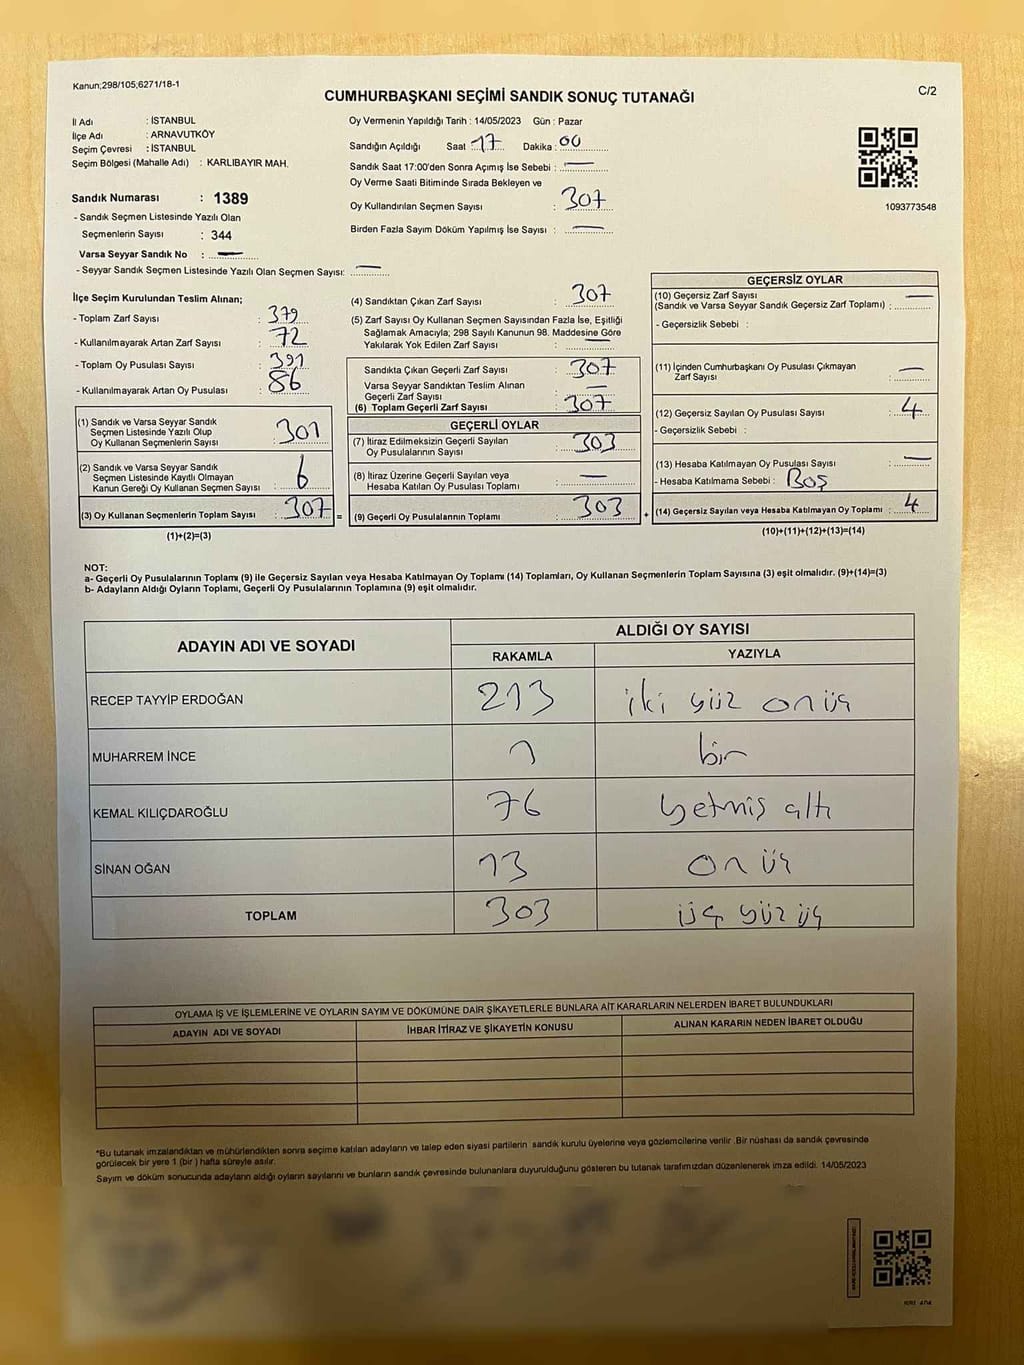 Kanun;298/105;6271/18-1
C/2
CUMHURBAŞKANI SEÇİMİ SANDIK SONUÇ TUTANAĞI
İl Adı : İSTANBUL
İlçe Adı : ARNAVUTKÖY
Seçim Çevresi : İSTANBUL
Seçim Bölgesi (Mahalle Adı) : KARLIBAYIR MAH.
Sandık Numarası : 1389
- Sandık Seçmen Listesinde Yazılı Olan
Seçmenlerin Sayısı : 344
Varsa Seyyar Sandık No : —
- Seyyar Sandık Seçmen Listesinde Yazılı Olan Seçmen Sayısı: —
Oy Vermenin Yapıldığı Tarih : 14/05/2023 Gün : Pazar
Sandığın Açıldığı Saat : 17 Dakika : 00
Sandık Saat 17:00'den Sonra Açımış İse Sebebi : —
Oy Verme Saati Bitiminde Sırada Bekleyen ve
Oy Kullandırılan Seçmen Sayısı : 307
Birden Fazla Sayım Döküm Yapılmış İse Sayısı : —
1093773548
İlçe Seçim Kurulundan Teslim Alınan;
- Toplam Zarf Sayısı : 379
- Kullanılmayarak Artan Zarf Sayısı : 72
- Toplam Oy Pusulası Sayısı : 391
- Kullanılmayarak Artan Oy Pusulası : 86
(1) Sandık ve Varsa Seyyar Sandık
Seçmen Listesinde Yazılı Olup
Oy Kullanan Seçmenlerin Sayısı : 301
(2) Sandık ve Varsa Seyyar Sandık
Seçmen Listesinde Kayıtlı Olmayan
Kanun Gereği Oy Kullanan Seçmen Sayısı : 6
(3) Oy Kullanan Seçmenlerin Toplam Sayısı : 307
(1)+(2)=(3)
=
(4) Sandıktan Çıkan Zarf Sayısı : 307
(5) Zarf Sayısı Oy Kullanan Seçmen Sayısından Fazla İse, Eşitliği
Sağlamak Amacıyla; 298 Sayılı Kanunun 98. Maddesine Göre
Yakılarak Yok Edilen Zarf Sayısı : —
Sandıkta Çıkan Geçerli Zarf Sayısı : 307
Varsa Seyyar Sandıktan Teslim Alınan
Geçerli Zarf Sayısı : —
(6) Toplam Geçerli Zarf Sayısı : 307
GEÇERLİ OYLAR
(7) İtiraz Edilmeksizin Geçerli Sayılan
Oy Pusulalarının Sayısı : 303
(8) İtiraz Üzerine Geçerli Sayılan veya
Hesaba Katılan Oy Pusulası Toplamı : —
(9) Geçerli Oy Pusulalarının Toplamı : 303
+
GEÇERSİZ OYLAR
(10) Geçersiz Zarf Sayısı
(Sandık ve Varsa Seyyar Sandık Geçersiz Zarf Toplamı) : —
- Geçersizlik Sebebi :
(11) İçinden Cumhurbaşkanı Oy Pusulası Çıkmayan
Zarf Sayısı : —
(12) Geçersiz Sayılan Oy Pusulası Sayısı : 4
- Geçersizlik Sebebi :
(13) Hesaba Katılmayan Oy Pusulası Sayısı : —
- Hesaba Katılmama Sebebi : Boş
(14) Geçersiz Sayılan veya Hesaba Katılmayan Oy Toplamı : 4
(10)+(11)+(12)+(13)=(14)
NOT:
a- Geçerli Oy Pusulalarının Toplamı (9) ile Geçersiz Sayılan veya Hesaba Katılmayan Oy Toplamı (14) Toplamları, Oy Kullanan Seçmenlerin Toplam Sayısına (3) eşit olmalıdır. (9)+(14)=(3)
b- Adayların Aldığı Oyların Toplamı, Geçerli Oy Pusulalarının Toplamına (9) eşit olmalıdır.
ADAYIN ADI VE SOYADI
ALDIĞI OY SAYISI
RAKAMLA YAZIYLA
RECEP TAYYİP ERDOĞAN 213 iki yüz onüç
MUHARREM İNCE 1 bir
KEMAL KILIÇDAROĞLU 76 yetmiş altı
SİNAN OĞAN 13 onüç
TOPLAM 303 üç yüz üç
OYLAMA İŞ VE İŞLEMLERİNE VE OYLARIN SAYIM VE DÖKÜMÜNE DAİR ŞİKAYETLERLE BUNLARA AİT KARARLARIN NELERDEN İBARET BULUNDUKLARI
ADAYIN ADI VE SOYADI İHBAR İTİRAZ VE ŞİKAYETİN KONUSU ALINAN KARARIN NEDEN İBARET OLDUĞU
*Bu tutanak imzalandıktan ve mühürlendikten sonra seçime katılan adayların ve talep eden siyasi partilerin sandık kurulu üyelerine veya gözlemcilerine verilir .Bir nüshası da sandık çevresinde
görülecek bir yere 1 (bir ) hafta süreyle asılır.
Sayım ve döküm sonucunda adayların aldığı oyların sayılarını ve bunların sandık çevresinde bulunanlara duyurulduğunu gösteren bu tutanak tarafımızdan düzenlenerek imza edildi. 14/05/2023